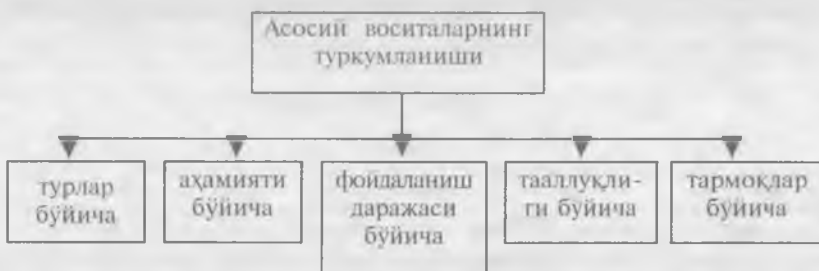 Асосий воситаларнинг
туркумланиши
турлар
бўйича
аҳамияти
бўйича
фойдаланиш
даражаси
бўйича
тааллуқли-
ги бўйича
тармоқлар
бўйича